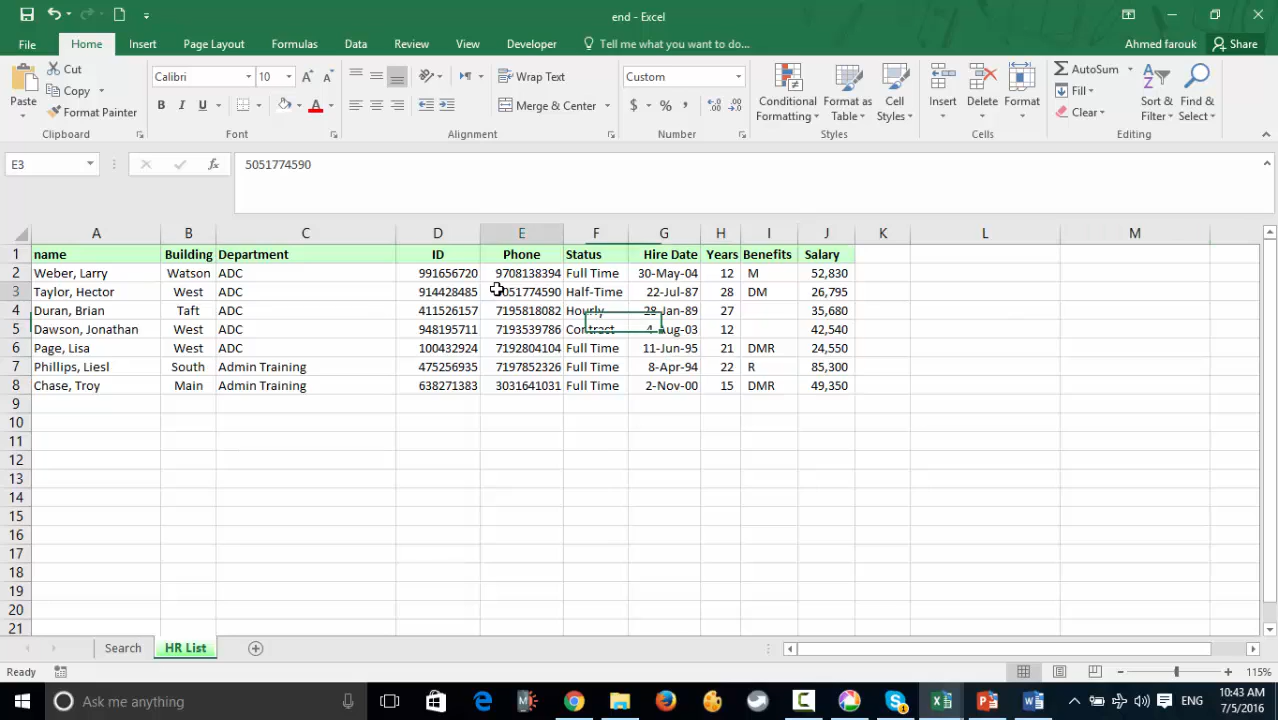 end - Excel
File Home Insert Page Layout Formulas Data Review View Developer Tell me what you want to do... Ahmed farouk Share
Paste Cut Copy Format Painter Clipboard
Calibri 10 A A B I U A Font
Wrap Text Merge & Center Alignment
Custom $ % , Number
Conditional Formatting Format as Table Cell Styles Styles
Insert Delete Format Cells
AutoSum Fill Clear Sort & Filter Find & Select Editing
E3 fx 5051774590
A B C D E F G H I J K L M
1 name Building Department ID Phone Status Hire Date Years Benefits Salary
2 Weber, Larry Watson ADC 991656720 9708138394 Full Time 30-May-04 12 M 52,830
3 Taylor, Hector West ADC 914428485 5051774590 Half-Time 22-Jul-87 28 DM 26,795
4 Duran, Brian Taft ADC 411526157 7195818082 Hourly 28-Jan-89 27 35,680
5 Dawson, Jonathan West ADC 948195711 7193539786 Contract 4-Aug-03 12 42,540
6 Page, Lisa West ADC 100432924 7192804104 Full Time 11-Jun-95 21 DMR 24,550
7 Phillips, Liesl South Admin Training 475256935 7197852326 Full Time 8-Apr-94 22 R 85,300
8 Chase, Troy Main Admin Training 638271383 3031641031 Full Time 2-Nov-00 15 DMR 49,350
9
10
11
12
13
14
15
16
17
18
19
20
21
Search HR List
Ready 115%
Ask me anything ENG 10:43 AM
7/5/2016